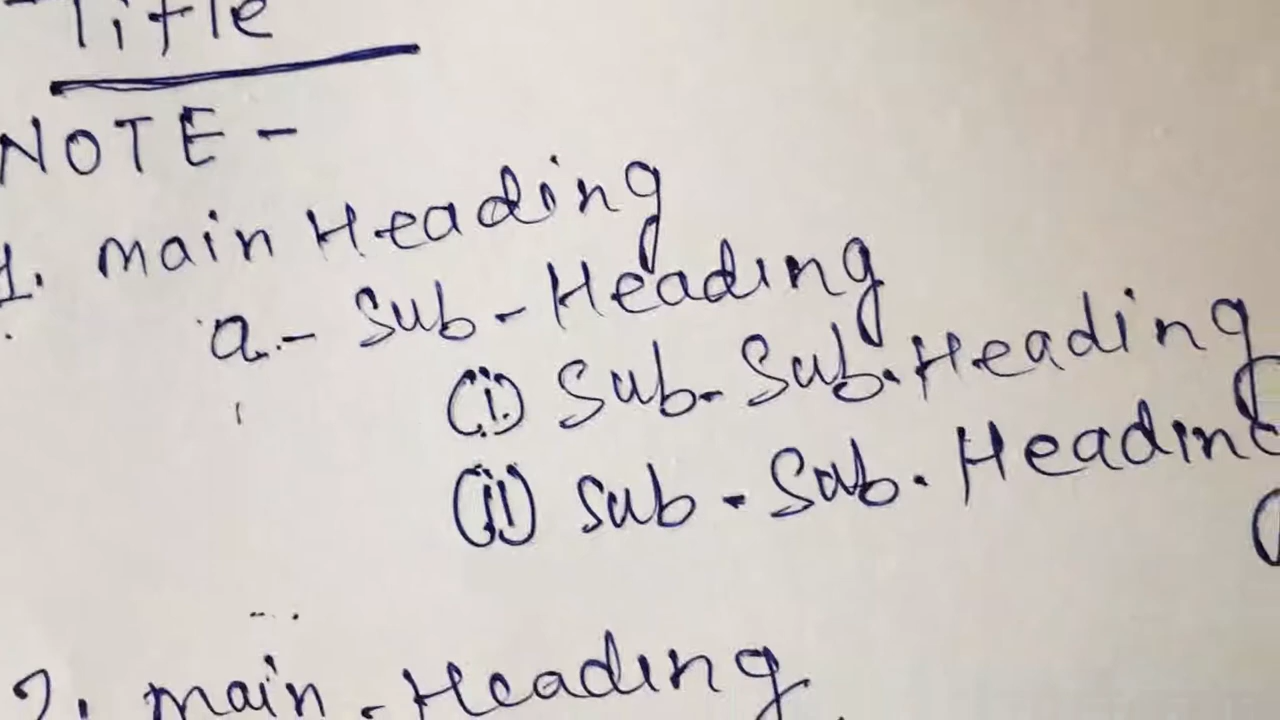 Title
NOTE -
1. main Heading
a.- Sub-Heading
(i) Sub-Sub-Heading
(ii) Sub-Sub-Heading
2. main-Heading